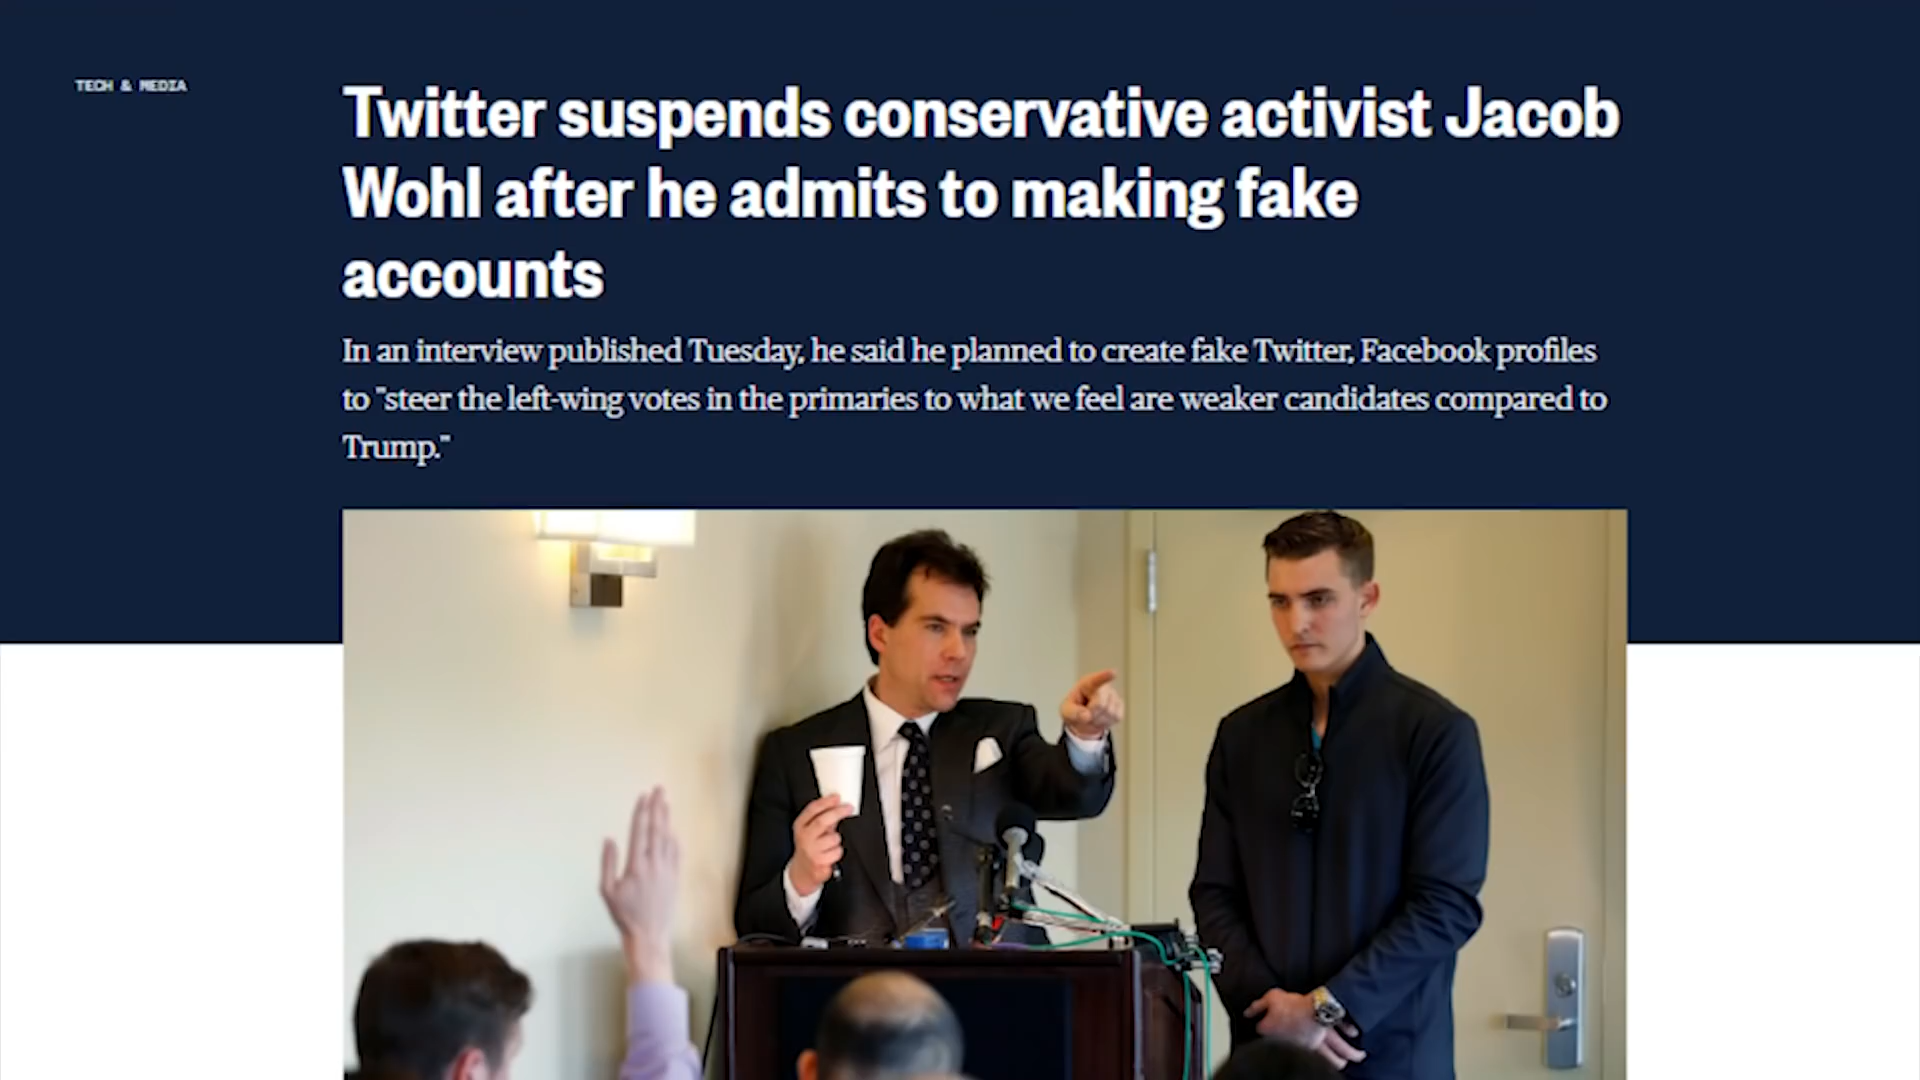 TECH & MEDIA
Twitter suspends conservative activist Jacob
Wohl after he admits to making fake
accounts
In an interview published Tuesday, he said he planned to create fake Twitter, Facebook profiles
to "steer the left-wing votes in the primaries to what we feel are weaker candidates compared to
Trump."